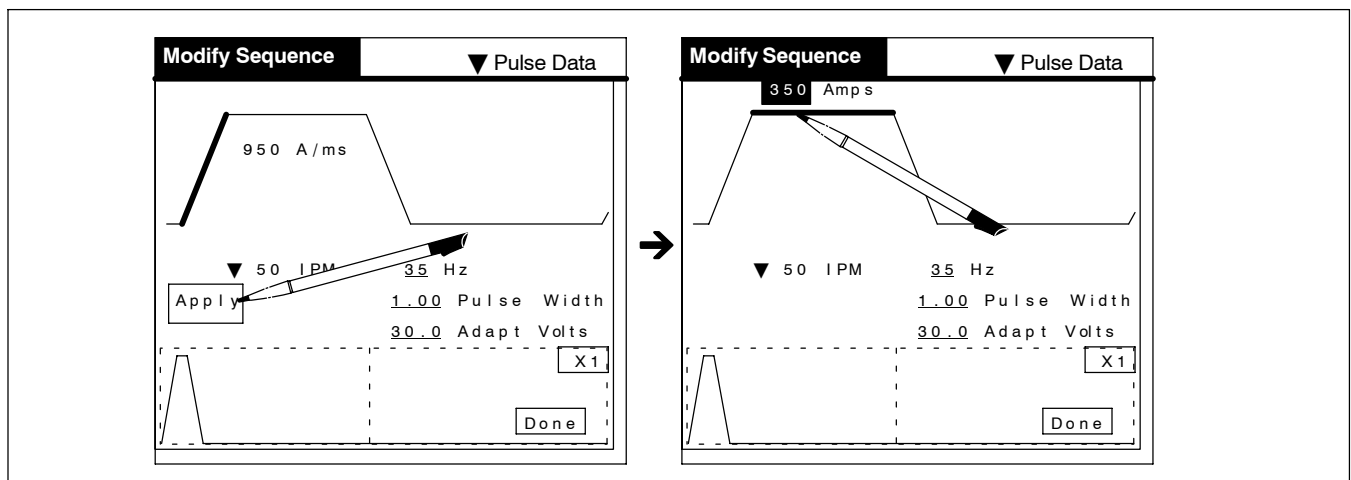 Modify Sequence
▼ Pulse Data
950 A/ms
▼ 50 IPM
35 Hz
Apply
1.00 Pulse Width
30.0 Adapt Volts
X1
Done
Modify Sequence
▼ Pulse Data
350 Amps
▼ 50 IPM
35 Hz
1.00 Pulse Width
30.0 Adapt Volts
X1
Done